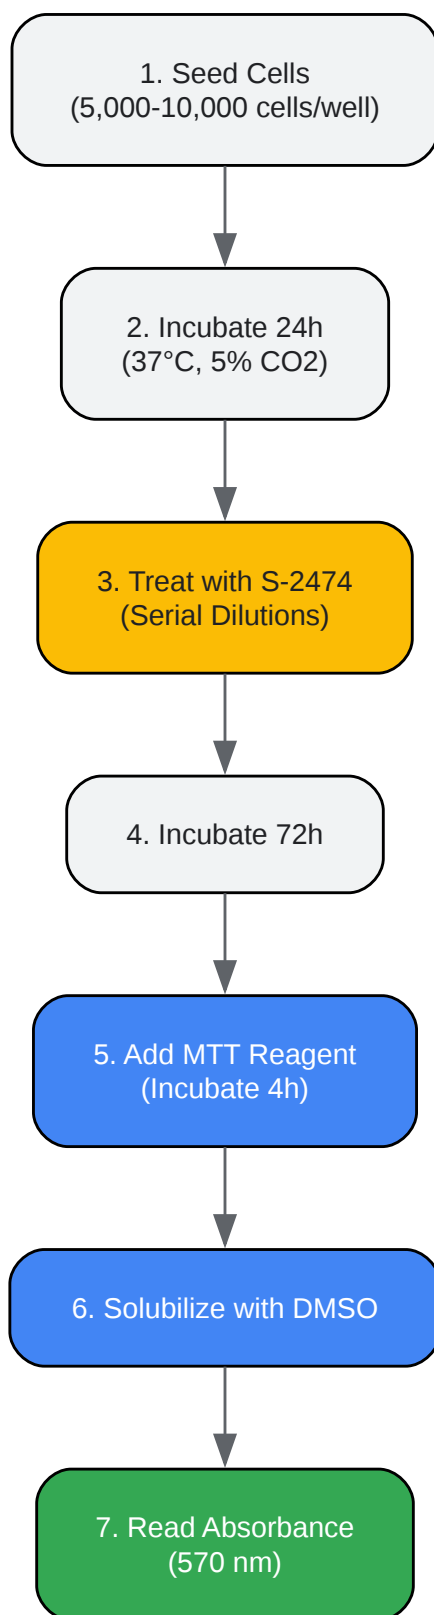 1. Seed Cells
(5,000-10,000 cells/well)
2. Incubate 24h
(37°C, 5% CO2)
3. Treat with S-2474
(Serial Dilutions)
4. Incubate 72h
5. Add MTT Reagent
(Incubate 4h)
6. Solubilize with DMSO
7. Read Absorbance
(570 nm)